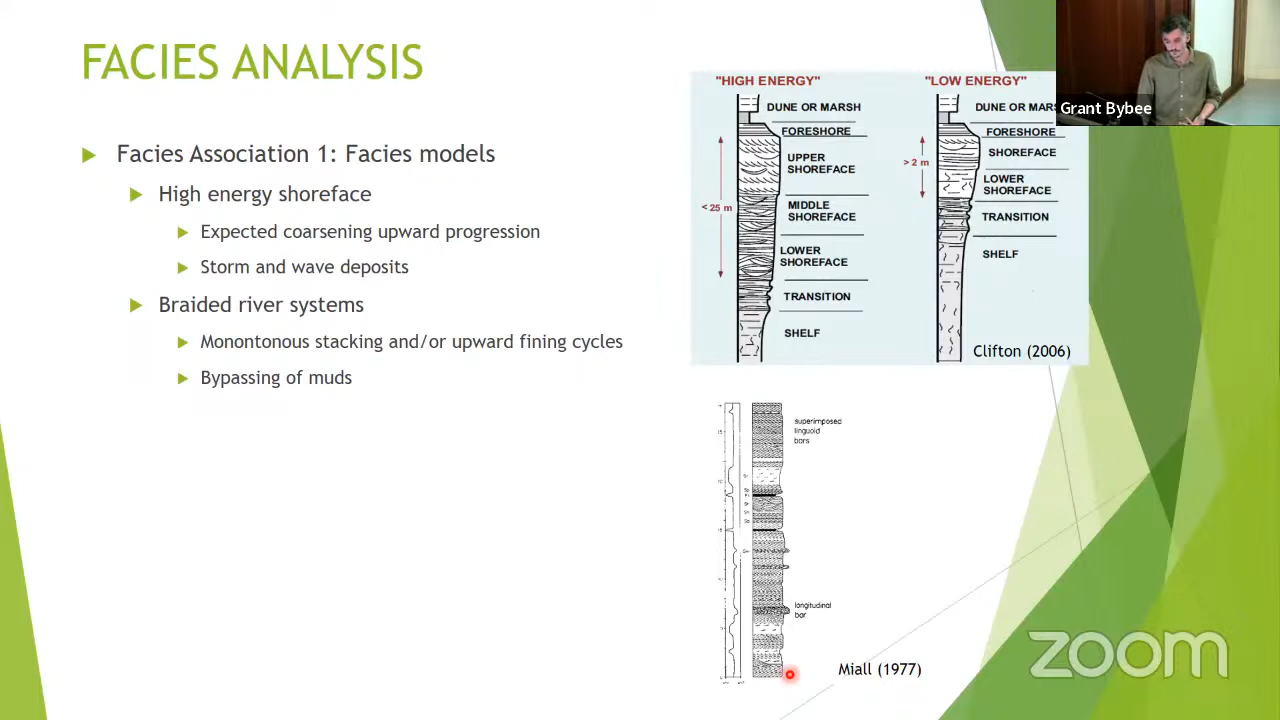 FACIES ANALYSIS
Facies Association 1: Facies models
High energy shoreface
Expected coarsening upward progression
Storm and wave deposits
Braided river systems
Monontonous stacking and/or upward fining cycles
Bypassing of muds
"HIGH ENERGY"
DUNE OR MARSH
FORESHORE
UPPER
SHOREFACE
< 25 m
MIDDLE
SHOREFACE
LOWER
SHOREFACE
TRANSITION
SHELF
"LOW ENERGY"
DUNE OR MARS
FORESHORE
> 2 m
SHOREFACE
LOWER
SHOREFACE
TRANSITION
SHELF
Clifton (2006)
superimposed
linguoid
bars
longitudinal
bar
Miall (1977)
Grant Bybee
zoom